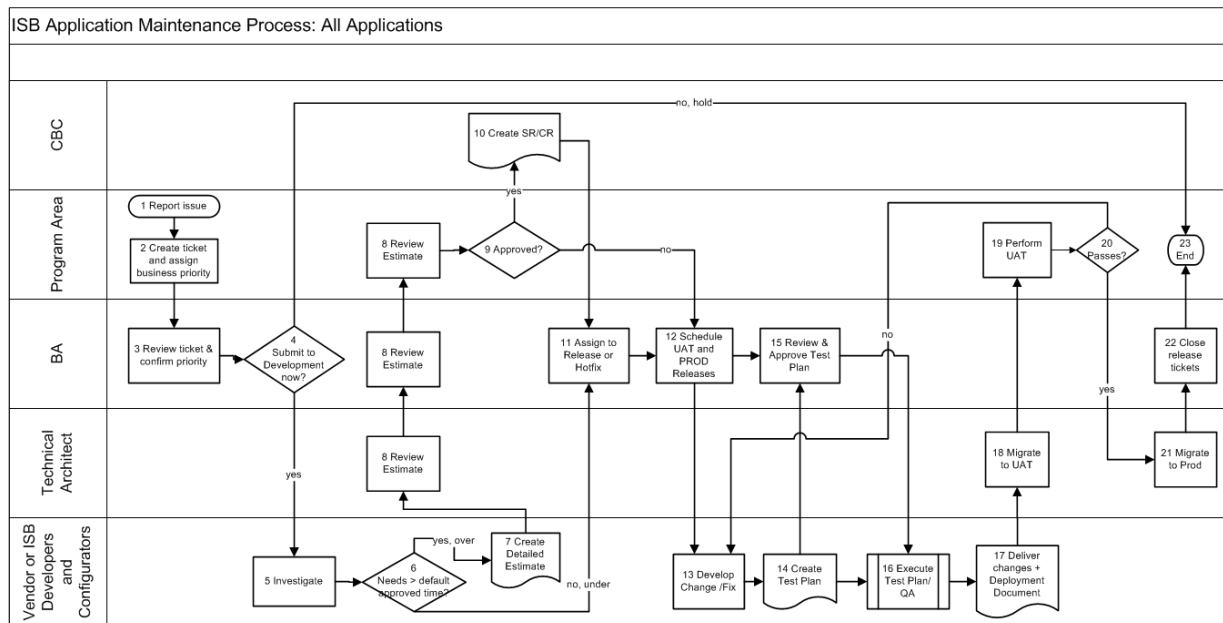 ISB Application Maintenance Process: All Applications
CBC
no, hold
10 Create SR/CR
yes
Program Area
1 Report issue
2 Create ticket
and assign
business priority
8 Review
Estimate
9 Approved?
no
19 Perform
UAT
20
Passes?
23
End
BA
3 Review ticket &
confirm priority
4
Submit to
Development
now?
8 Review
Estimate
11 Assign to
Release or
Hotfix
12 Schedule
UAT and
PROD
Releases
15 Review &
Approve Test
Plan
no
22 Close
release
tickets
yes
Technical
Architect
yes
8 Review
Estimate
18 Migrate
to UAT
21 Migrate
to Prod
Vendor or ISB
Developers
and
Configurators
5 Investigate
yes, over
6
Needs > default
approved time?
7 Create
Detailed
Estimate
no, under
13 Develop
Change /Fix
14 Create
Test Plan
16 Execute
Test Plan/
QA
17 Deliver
changes +
Deployment
Document